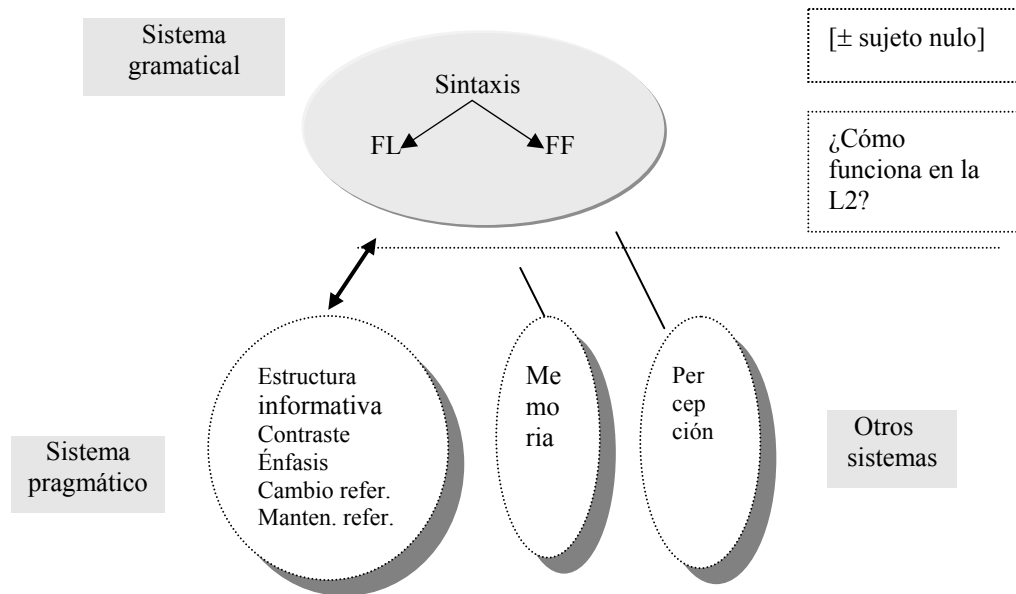 Sistema
gramatical
Sintaxis
FL
FF
[± sujeto nulo]
¿Cómo
funciona en la
L2?
Sistema
pragmático
Estructura
informativa
Contraste
Énfasis
Cambio refer.
Manten. refer.
Me
mo
ria
Per
cep
ción
Otros
sistemas